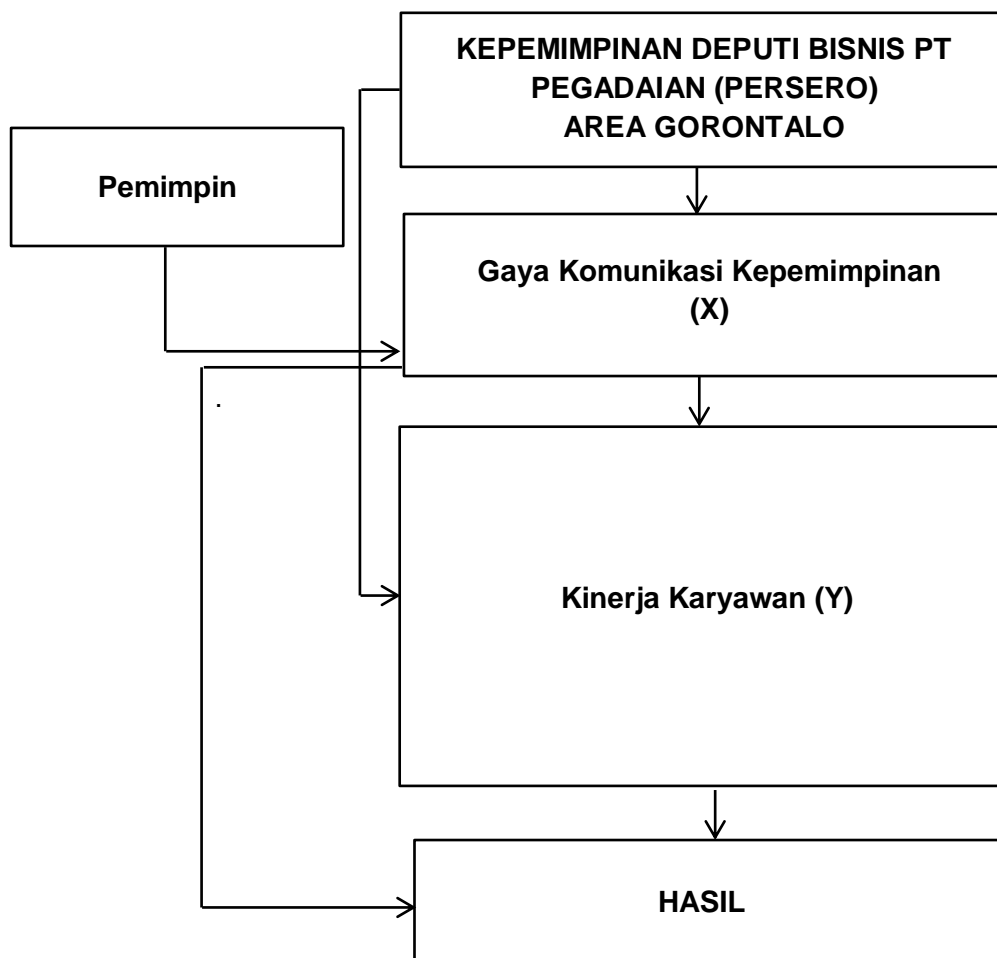 KEPEMIMPINAN DEPUTI BISNIS PT
PEGADAIAN (PERSERO)
AREA GORONTALO
Pemimpin
Gaya Komunikasi Kepemimpinan
(X)
.
Kinerja Karyawan (Y)
HASIL